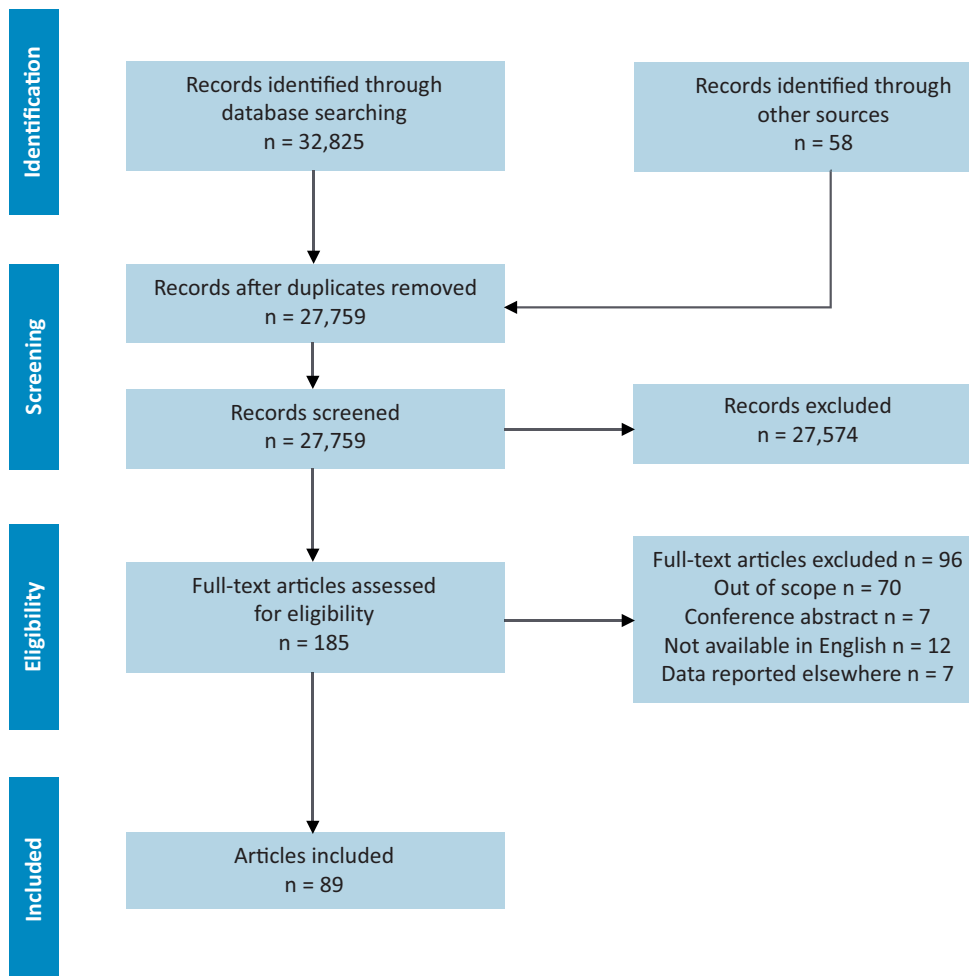 Identification
Records identified through
database searching
n = 32,825
Records identified through
other sources
n = 58
Screening
Records after duplicates removed
n = 27,759
Records screened
n = 27,759
Records excluded
n = 27,574
Eligibility
Full-text articles assessed
for eligibility
n = 185
Full-text articles excluded n = 96
Out of scope n = 70
Conference abstract n = 7
Not available in English n = 12
Data reported elsewhere n = 7
Included
Articles included
n = 89